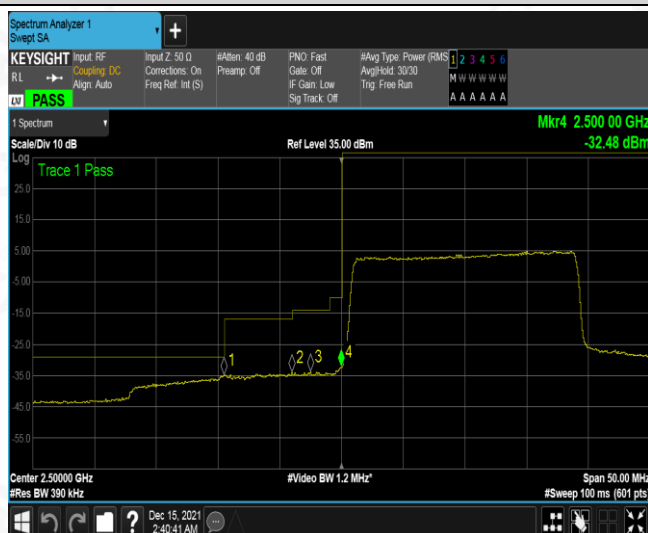 Spectrum Analyzer 1
Swept SA
+
KEYSIGHT
RL
LXI PASS
Input: RF
Coupling: DC
Align: Auto
Input Z: 50 Ω
Corrections: On
Freq Ref: Int (S)
#Atten: 40 dB
Preamp: Off
PNO: Fast
Gate: Off
IF Gain: Low
Sig Track: Off
#Avg Type: Power (RMS
Avg|Hold: 30/30
Trig: Free Run
1 2 3 4 5 6
M W W W W W
A A A A A A
1 Spectrum
Scale/Div 10 dB
Ref Level 35.00 dBm
Mkr4 2.500 00 GHz
-32.48 dBm
Log
Trace 1 Pass
25.0
15.0
5.00
-5.00
-15.0
-25.0
-35.0
-45.0
-55.0
1
2
3
4
Center 2.50000 GHz
#Res BW 390 kHz
#Video BW 1.2 MHz*
Span 50.00 MHz
#Sweep 100 ms (601 pts)
?
Dec 15, 2021
2:40:41 AM